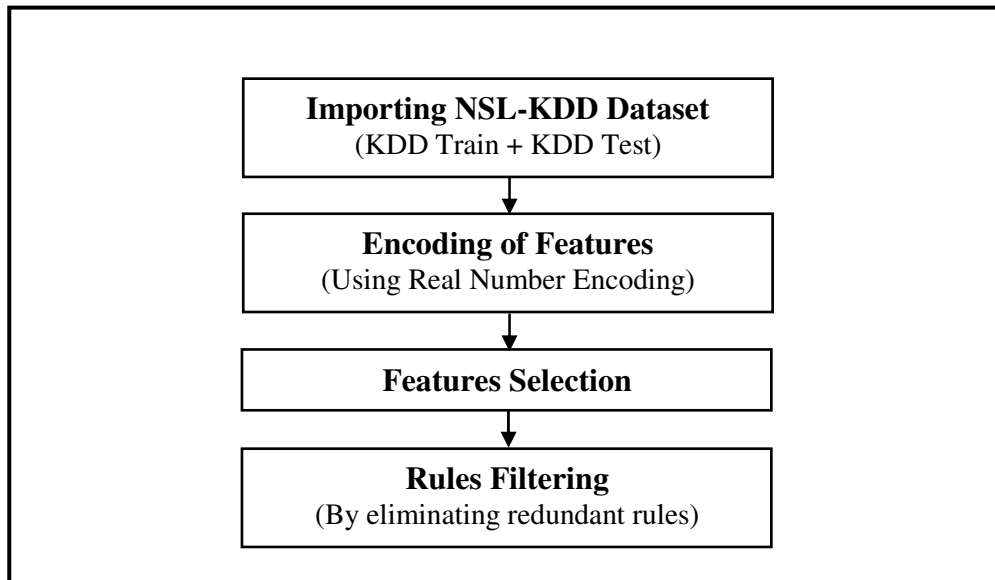 Importing NSL-KDD Dataset
(KDD Train + KDD Test)
Encoding of Features
(Using Real Number Encoding)
Features Selection
Rules Filtering
(By eliminating redundant rules)